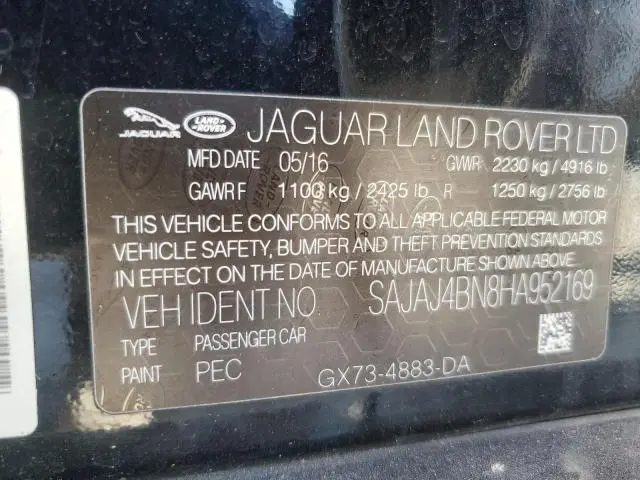 JAGUAR LAND ROVER JAGUAR LAND ROVER LTD
MFD DATE 05/16 GWWR 2230 kg / 4916 lb
GAWR F 1100 kg / 2425 lb R 1250 kg / 2756 lb
THIS VEHICLE CONFORMS TO ALL APPLICABLE FEDERAL MOTOR
VEHICLE SAFETY, BUMPER AND THEFT PREVENTION STANDARDS
IN EFFECT ON THE DATE OF MANUFACTURE SHOWN ABOVE.
VEH IDENT NO SAJAJ4BN8HA952169
TYPE PASSENGER CAR
PAINT PEC GX73-4883-DA